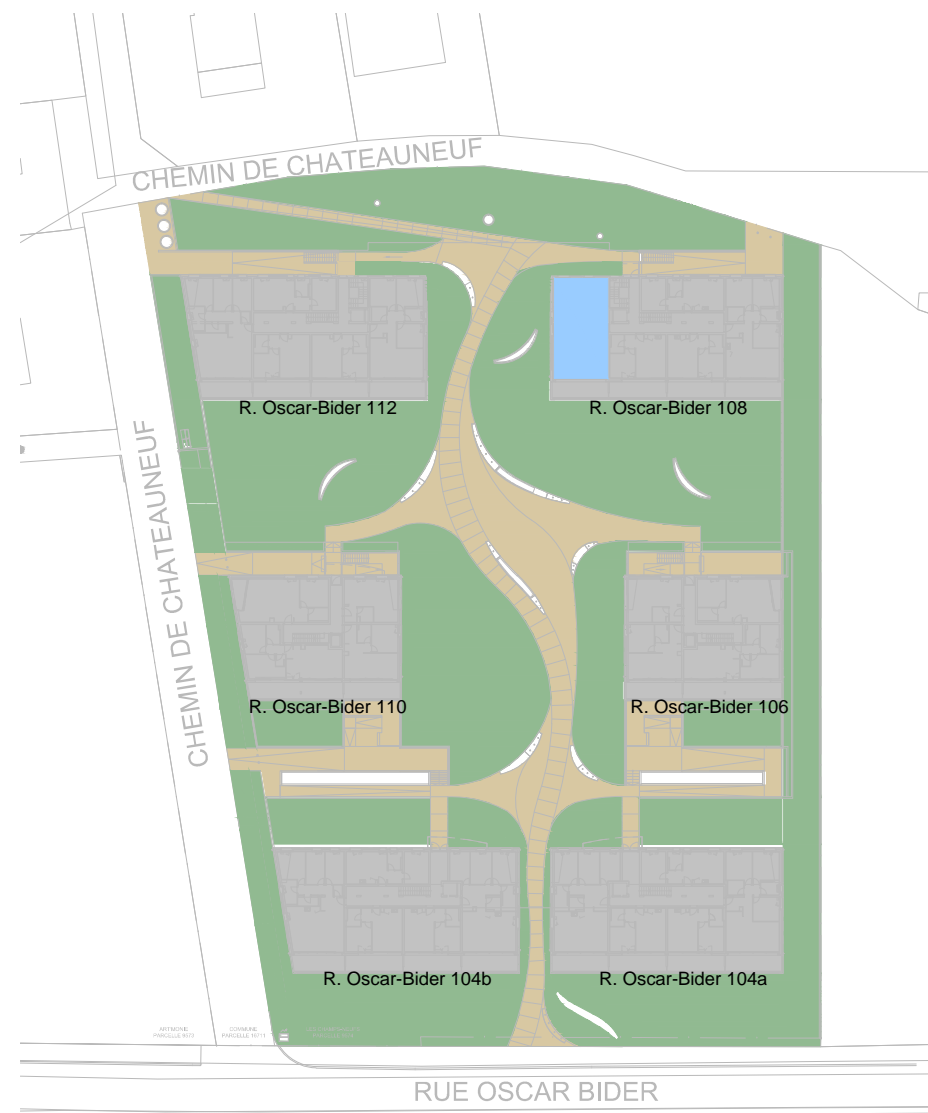 CHEMIN DE CHATEAUNEUF
R. Oscar-Bider 112
R. Oscar-Bider 108
CHEMIN DE CHATEAUNEUF
R. Oscar-Bider 110
R. Oscar-Bider 106
R. Oscar-Bider 104b
R. Oscar-Bider 104a
COMMUNE
RUE OSCAR BIDER